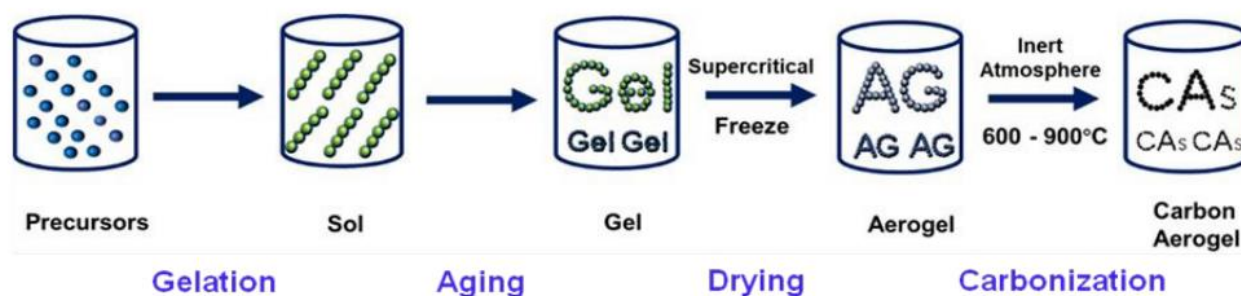 Gel
Gel Gel
Supercritical
Freeze
AG
AG AG
Inert
Atmosphere
600 - 900°C
CAs
CAs CAs
Precursors
Sol
Gel
Aerogel
Carbon
Aerogel
Gelation
Aging
Drying
Carbonization